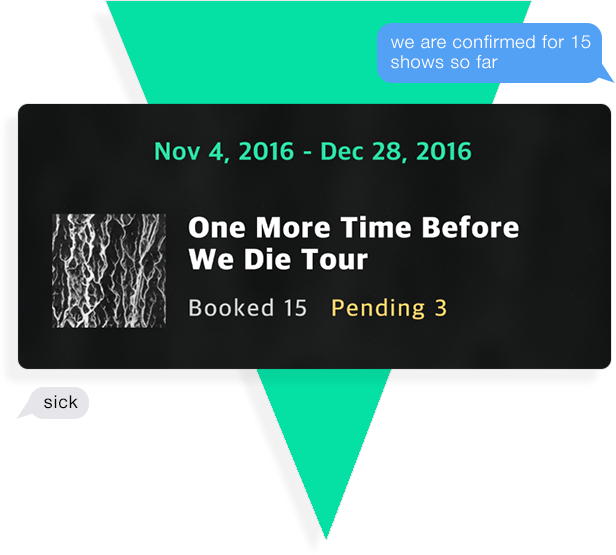 we are confirmed for 15
shows so far
Nov 4, 2016 - Dec 28, 2016
One More Time Before
We Die Tour
Booked 15 Pending 3
sick